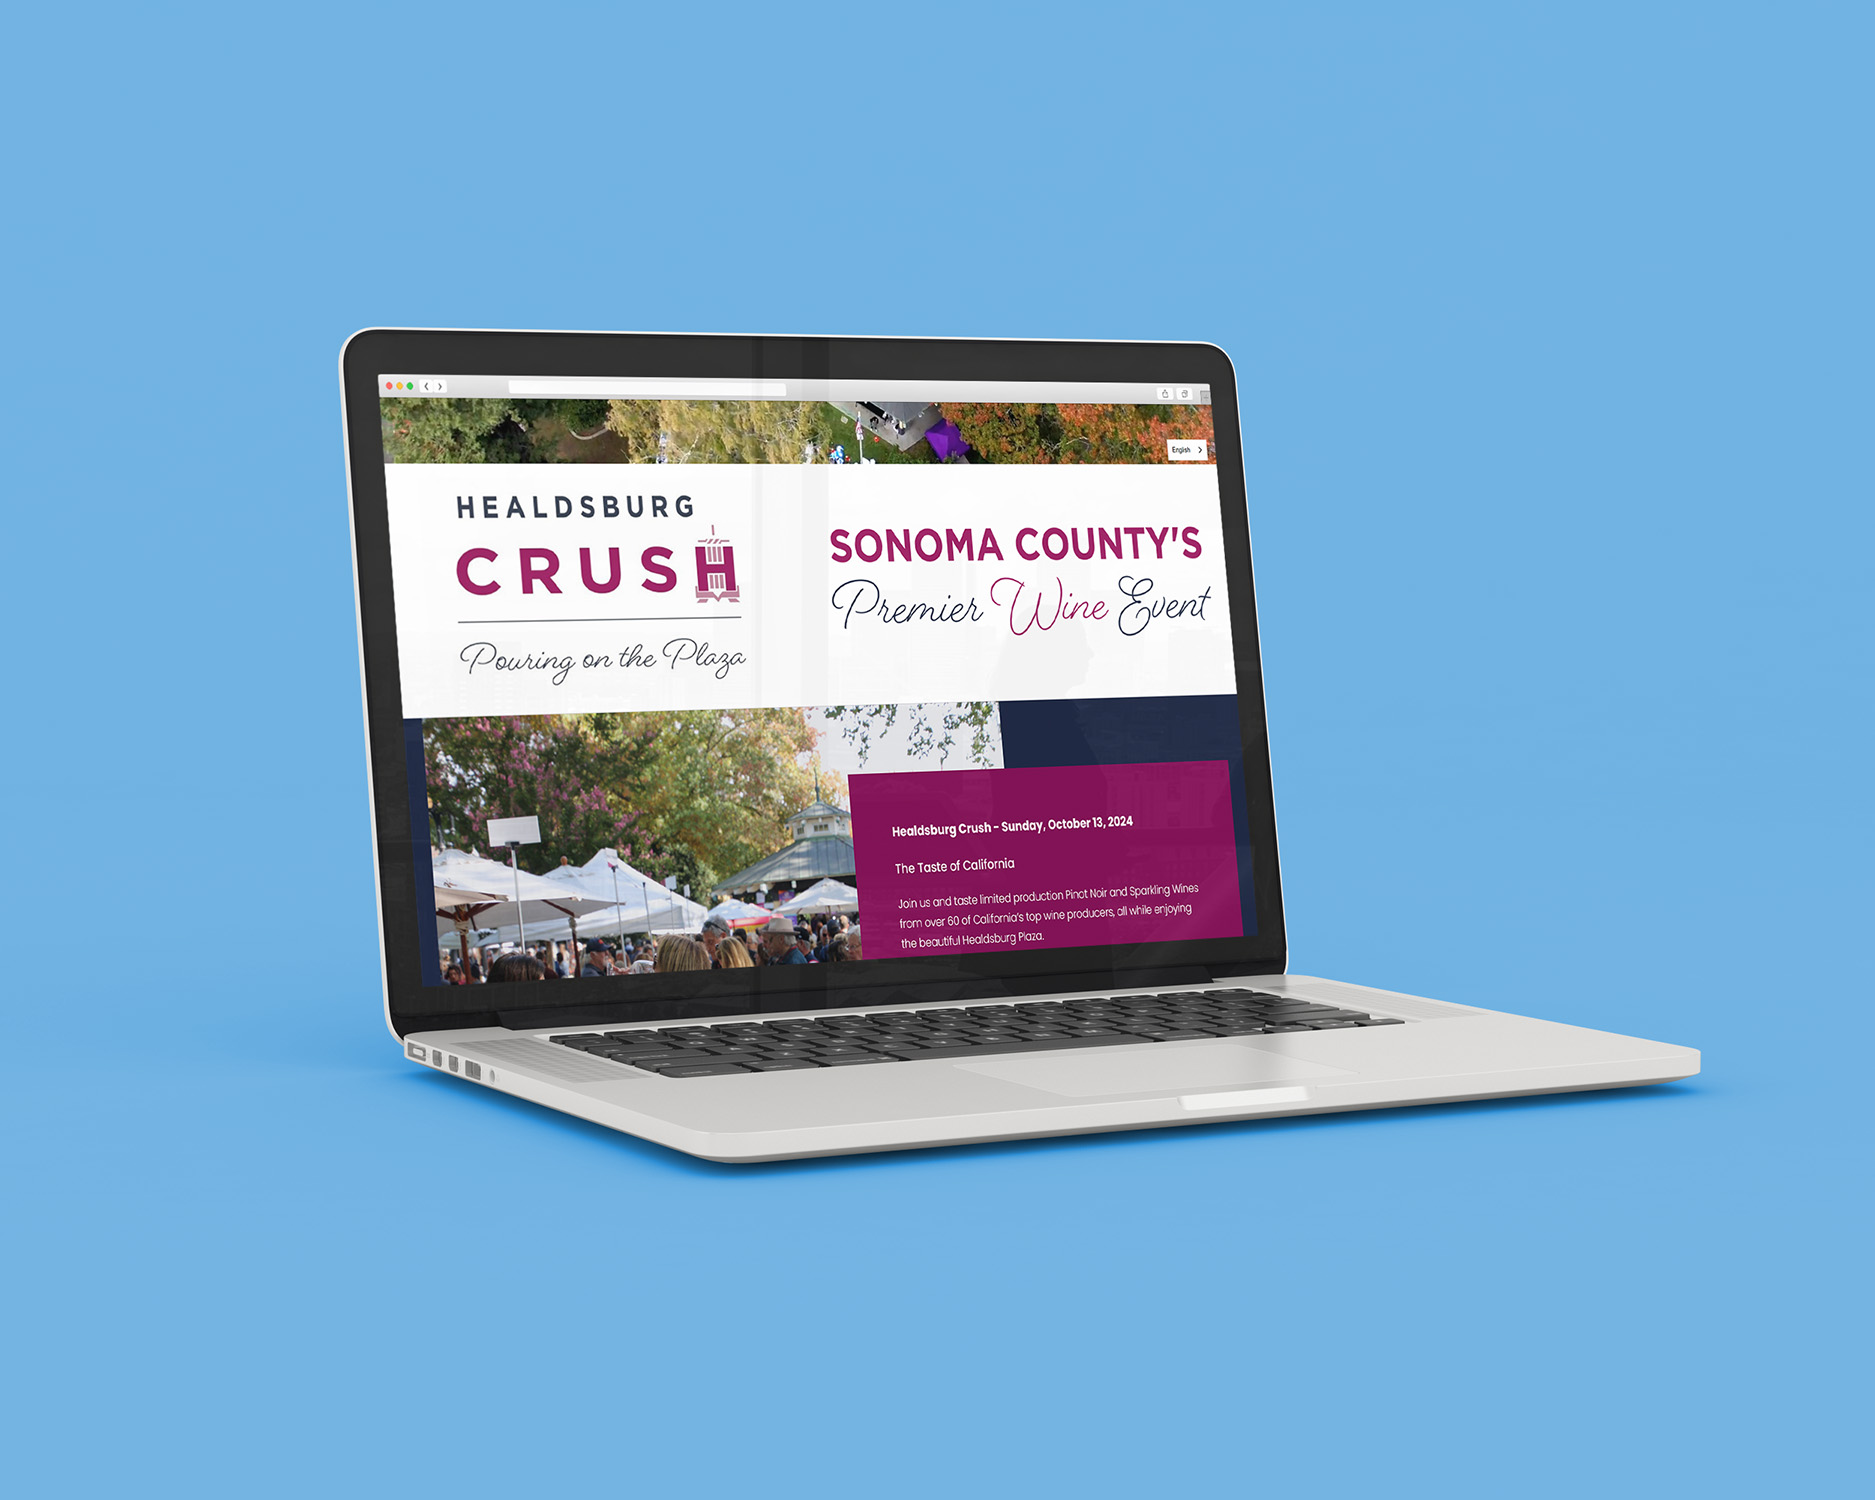 English
HEALDSBURG
CRUSH
Pouring on the Plaza
SONOMA COUNTY'S
Premier Wine Event
Healdsburg Crush - Sunday, October 13, 2024
The Taste of California
Join us and taste limited production Pinot Noir and Sparkling Wines
from over 60 of California's top wine producers, all while enjoying
the beautiful Healdsburg Plaza.